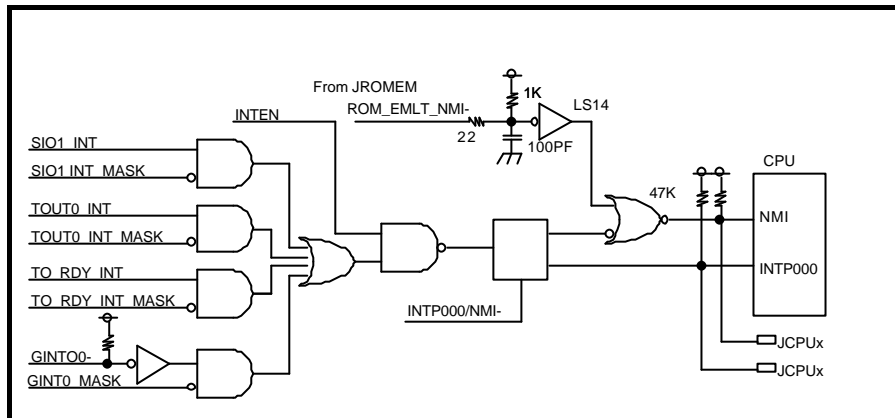 From JROMEM
1K
LS14
INTEN
ROM_EMLT_NMI-
22
100PF
SIO1_INT
SIO1 INT_MASK
CPU
TOUT0_INT
47K
TOUT0_INT_MASK
NMI
TO_RDY_INT
INTP000
TO_RDY_INT_MASK
INTP000/NMI-
GINTO0-
JCPUx
GINT0_MASK
JCPUx